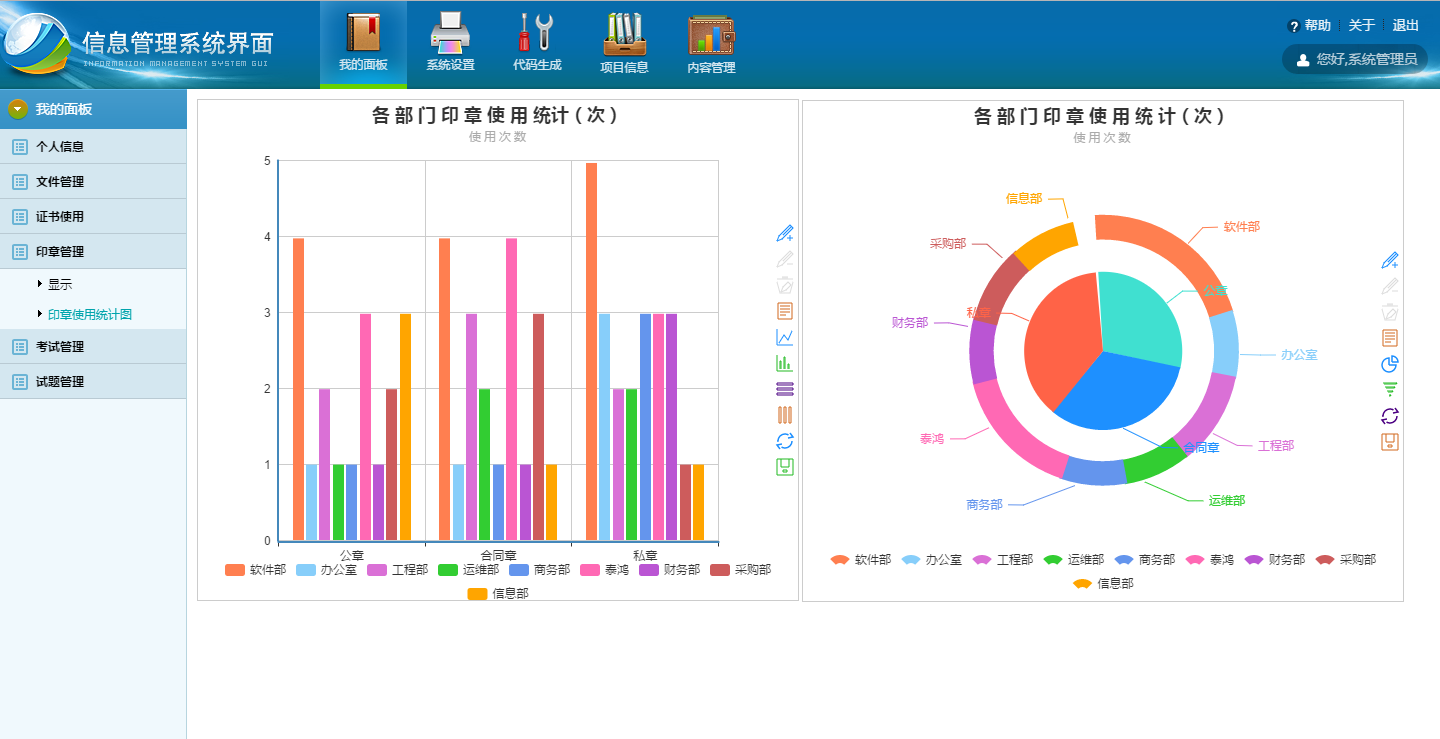 信息管理系统界面
INFORMATION MANAGEMENT SYSTEM GUI
我的面板 系统设置 代码生成 项目信息 内容管理
帮助 关于 退出
您好,系统管理员
我的面板
个人信息
文件管理
证书使用
印章管理
显示
印章使用统计图
考试管理
试题管理
各部门印章使用统计(次)
使用次数
5
4
3
2
1
0
公章 合同章 私章
软件部 办公室 工程部 运维部 商务部 泰鸿 财务部 采购部
信息部
各部门印章使用统计(次)
使用次数
信息部
软件部
采购部
公章
私章
财务部
办公室
泰鸿
合同章
工程部
商务部
运维部
软件部 办公室 工程部 运维部 商务部 泰鸿 财务部 采购部
信息部